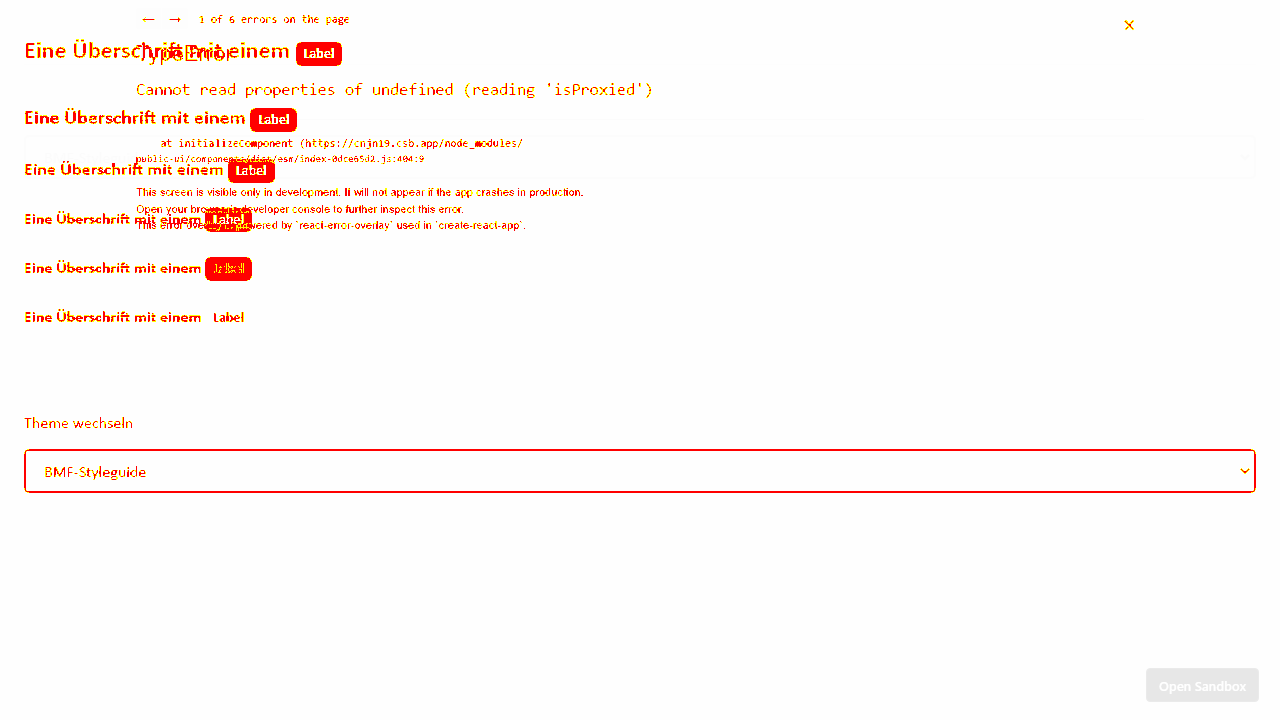 ← → 1 of 6 errors on the page
Eine Überschrift mit einem Label
TypeError
Cannot read properties of undefined (reading 'isProxied')
Eine Überschrift mit einem Label
at initializeComponent (https://cnjn19.csb.app/node_modules/
public-ui/components/dist/esm/index-0dce65d2.js:404:9
Eine Überschrift mit einem Label
This screen is visible only in development. It will not appear if the app crashes in production.
Open your browser's developer console to further inspect this error.
Eine Überschrift mit einem Label
This error overlay is powered by `react-error-overlay` used in `create-react-app`.
Eine Überschrift mit einem Label
Eine Überschrift mit einem Label
Theme wechseln
BMF-Styleguide
Open Sandbox